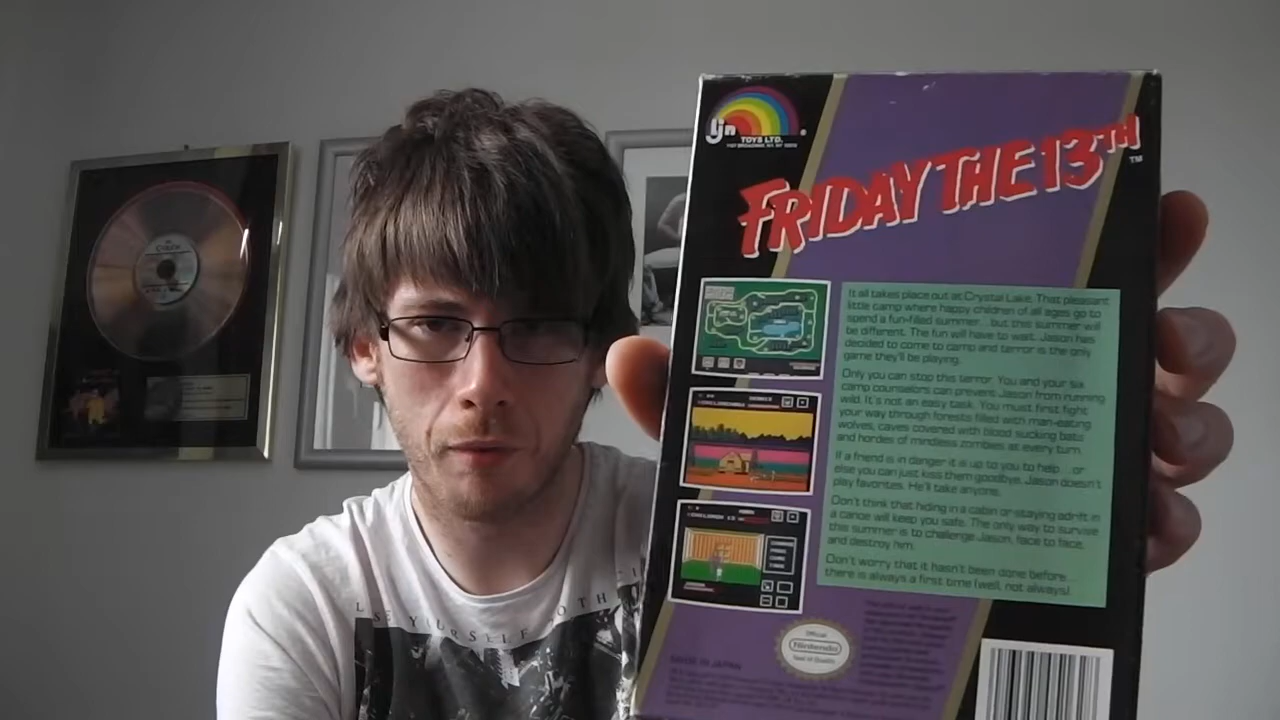 ljn
TOYS LTD.
FRIDAY THE 13TH
TM
It all takes place out at Crystal Lake. That pleasant
little camp where happy children of all ages go to
spend a fun-filled summer...but this summer will
be different. The fun will have to wait. Jason has
decided to come to camp and terror is the only
game they'll be playing.
Only you can stop this terror. You and your six
camp counselors can prevent Jason from running
wild. It's not an easy task. You must first fight
your way through forests filled with man-eating
wolves, caves covered with blood sucking bats
and hordes of mindless zombies at every turn.
If a friend is in danger it is up to you to help...or
else you can just kiss them goodbye. Jason doesn't
play favorites. He'll take anyone.
Don't think that hiding in a cabin or staying adrift in
a canoe will keep you safe. The only way to survive
this summer is to challenge Jason, face to face,
and destroy him.
Don't worry that it hasn't been done before...
there is always a first time (well, not always).
Official
Nintendo
Seal of Quality
MADE IN JAPAN